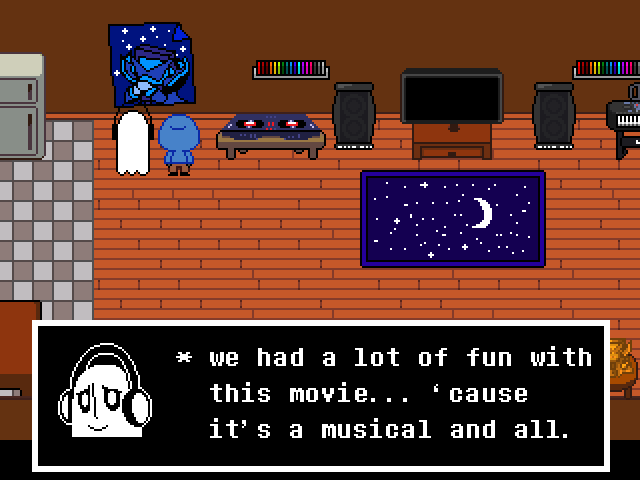 * we had a lot of fun with
this movie... ‘cause
it's a musical and all.